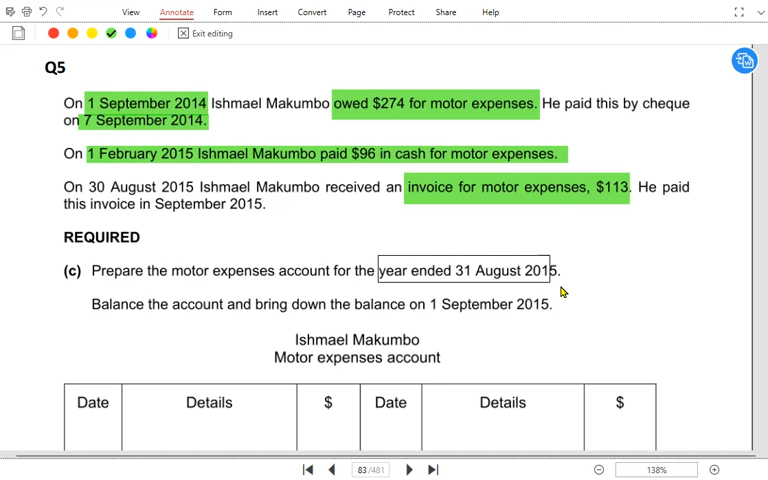 View Annotate Form Insert Convert Page Protect Share Help
Exit editing
Q5
On 1 September 2014 Ishmael Makumbo owed $274 for motor expenses. He paid this by cheque
on 7 September 2014.
On 1 February 2015 Ishmael Makumbo paid $96 in cash for motor expenses.
On 30 August 2015 Ishmael Makumbo received an invoice for motor expenses, $113. He paid
this invoice in September 2015.
REQUIRED
(c) Prepare the motor expenses account for the year ended 31 August 2015.
Balance the account and bring down the balance on 1 September 2015.
Ishmael Makumbo
Motor expenses account
Date Details $ Date Details $
83/481 138%